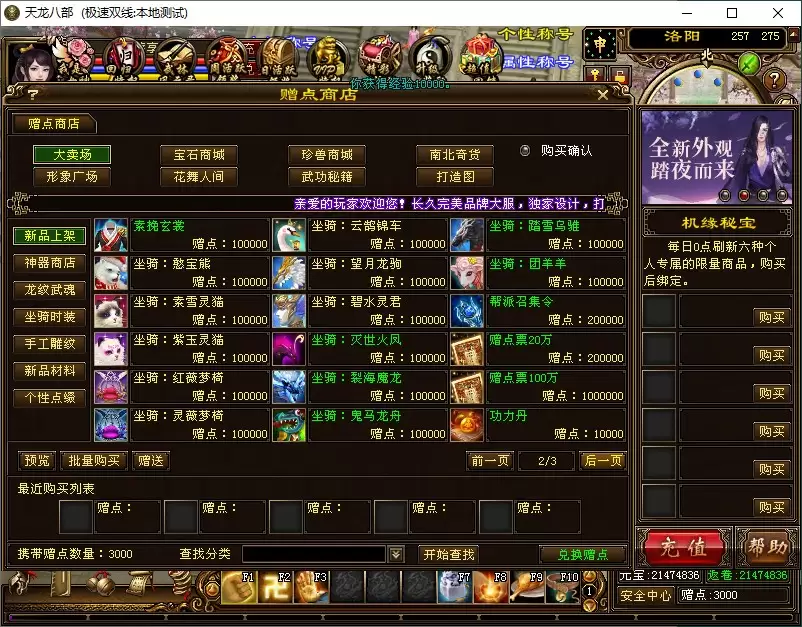 天龙八部 (极速双线:本地测试)
个性称号
属性称号
洛阳 257 275
北
你获得经验10000。
赠点商店
赠点商店
大卖场 宝石商城 珍兽商城 南北奇货 购买确认
形象广场 花舞人间 武功秘籍 打造图
亲爱的玩家欢迎您! 长久完美品牌大服，独家设计，打
全新外观
踏夜而来
机缘秘宝
每日0点刷新六种个
人专属的限量商品，购买
后绑定。
新品上架
神器商店
龙纹武魂
坐骑时装
手工雕纹
新品材料
个性点缀
素挽玄裳 赠点：100000
坐骑：云鹄锦车 赠点：100000
坐骑：踏雪乌骓 赠点：100000
坐骑：憨宝熊 赠点：100000
坐骑：望月龙驹 赠点：100000
坐骑：团羊羊 赠点：100000
坐骑：素雪灵猫 赠点：100000
坐骑：碧水灵君 赠点：100000
帮派召集令 赠点：200000
坐骑：紫玉灵猫 赠点：100000
坐骑：灭世火凤 赠点：100000
赠点票20万 赠点：200000
坐骑：红薇梦椅 赠点：100000
坐骑：裂海魔龙 赠点：100000
赠点票100万 赠点：1000000
坐骑：灵薇梦椅 赠点：100000
坐骑：鬼马龙舟 赠点：100000
功力丹 赠点：10000
购买
购买
购买
购买
购买
购买
预览 批量购买 赠送 前一页 2/3 后一页
最近购买列表
赠点： 赠点： 赠点： 赠点： 赠点：
携带赠点数量：3000 查找分类 开始查找 兑换赠点
充值 帮助
F1 F2 F3 F7 F8 F9 F10 1
元宝:21474836 返卷:21474836
安全中心 赠点:3000